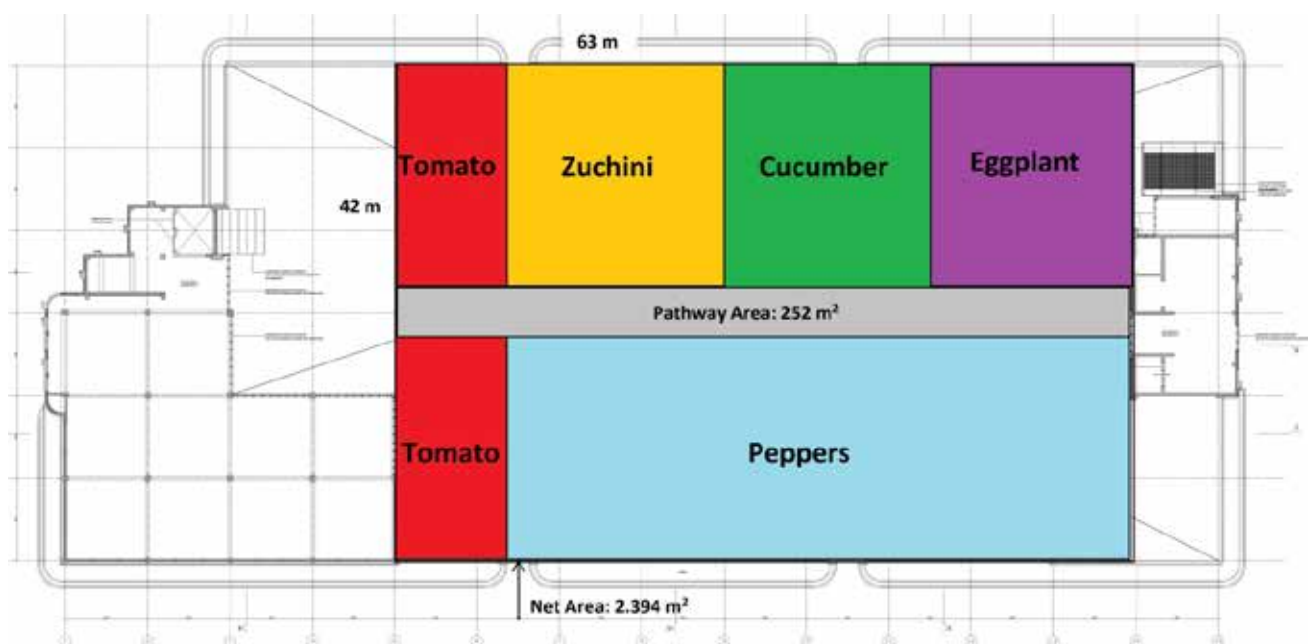 63 m
Tomato
Zuchini
Cucumber
Eggplant
42 m
Pathway Area: 252 m²
Tomato
Peppers
Net Area: 2.394 m²